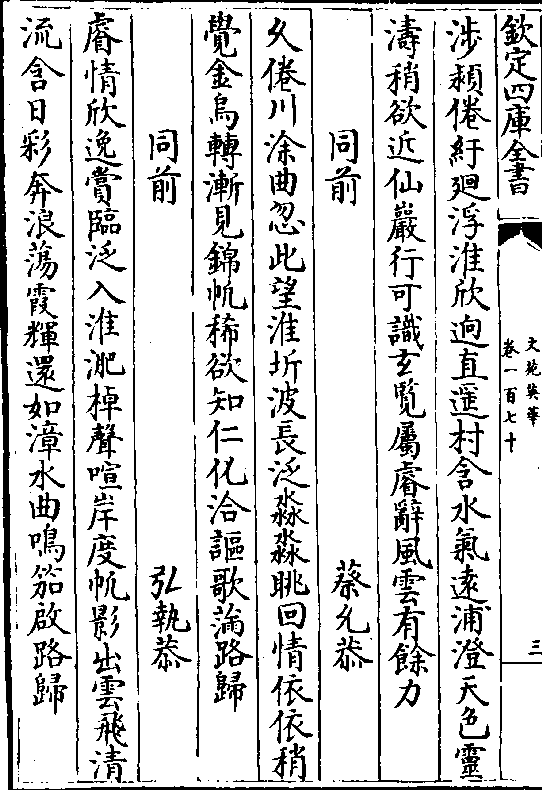 欽定四庫全書
文苑英華
卷一百七十
三
涉潁倦紆廻浮淮欣逈直遥村含水氣遠浦澄天色靈
濤稍欲近仙巖行可識玄覽屬睿辭風雲有餘力
同前
蔡允恭
久倦川涂曲忽此望淮圻波長泛淼淼眺回情依依稍
覺金烏轉漸見錦帆稀欲知仁化洽謳歌滿路歸
同前
弘執恭
睿情欣逸賞臨泛入淮淝棹聲喧岸度帆影出雲飛清
流含日彩奔浪蕩霞輝還如漳水曲鳴笳啟路歸